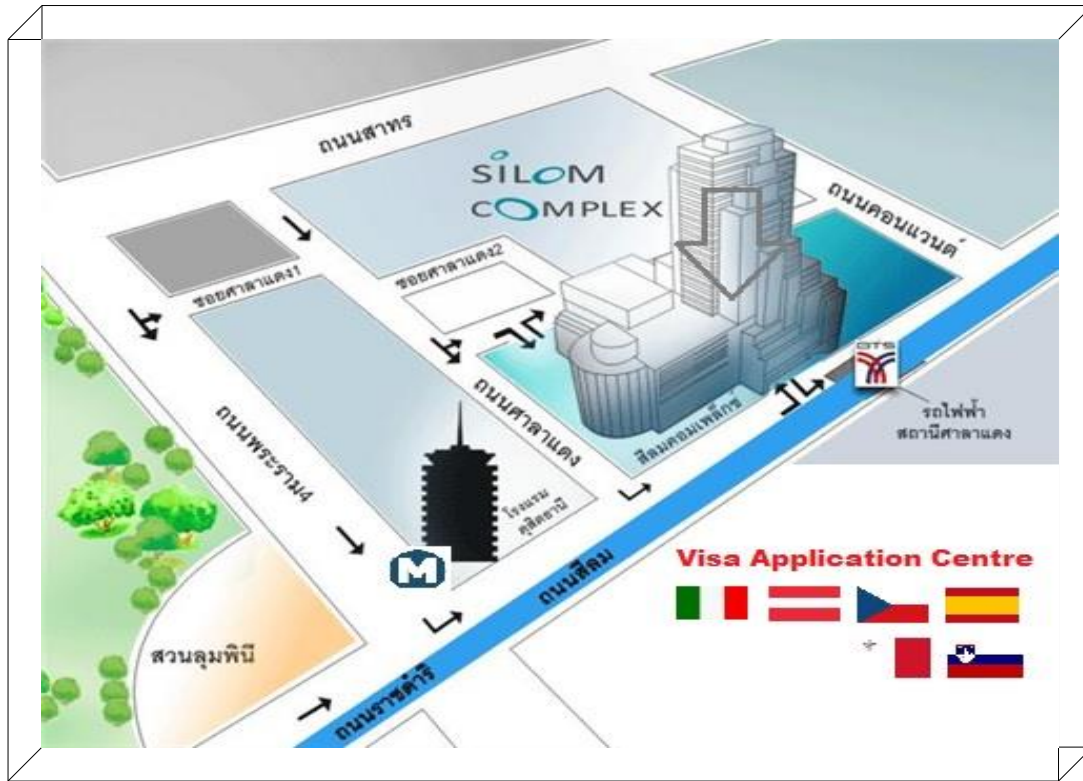 ถนนสาทร
SILOM
COMPLEX
ถนนคอนแวนต์
ซอยศาลาแดง1
ซอยศาลาแดง2
BTS
รถไฟฟ้า
สถานีศาลาแดง
ถนนศาลาแดง
สีลมคอมเพล็กซ์
ถนนพระราม4
โรงแรม
ดุสิตธานี
M
ถนนสีลม
Visa Application Centre
สวนลุมพินี
ถนนราชดำริ